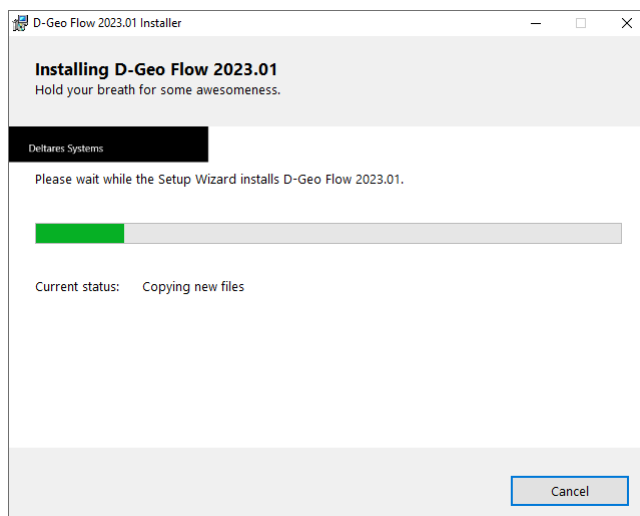 D-Geo Flow 2023.01 Installer
Installing D-Geo Flow 2023.01
Hold your breath for some awesomeness.
Deltares Systems
Please wait while the Setup Wizard installs D-Geo Flow 2023.01.
Current status: Copying new files
Cancel